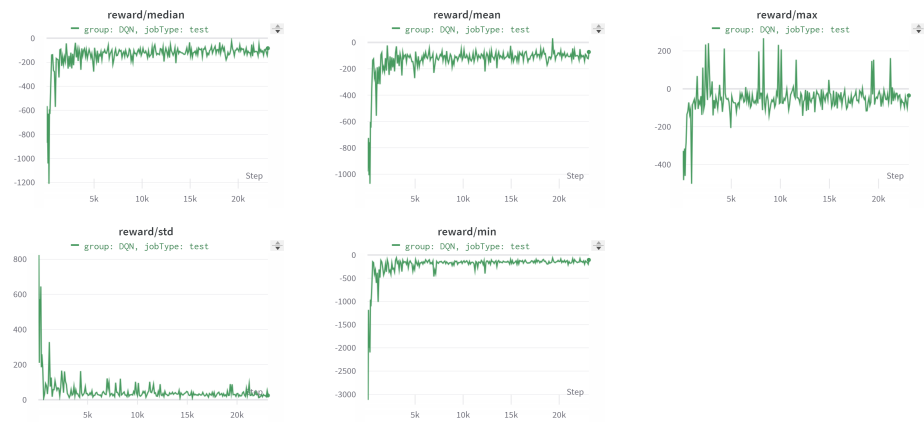 reward/median
group: DQN, jobType: test
0
-200
-400
-600
-800
-1000
-1200
Step
5k
10k
15k
20k
reward/mean
group: DQN, jobType: test
0
-200
-400
-600
-800
-1000
Step
5k
10k
15k
20k
reward/max
group: DQN, jobType: test
200
0
-200
-400
Step
5k
10k
15k
20k
reward/std
group: DQN, jobType: test
800
600
400
200
0
Step
5k
10k
15k
20k
reward/min
group: DQN, jobType: test
0
-500
-1000
-1500
-2000
-2500
-3000
Step
5k
10k
15k
20k